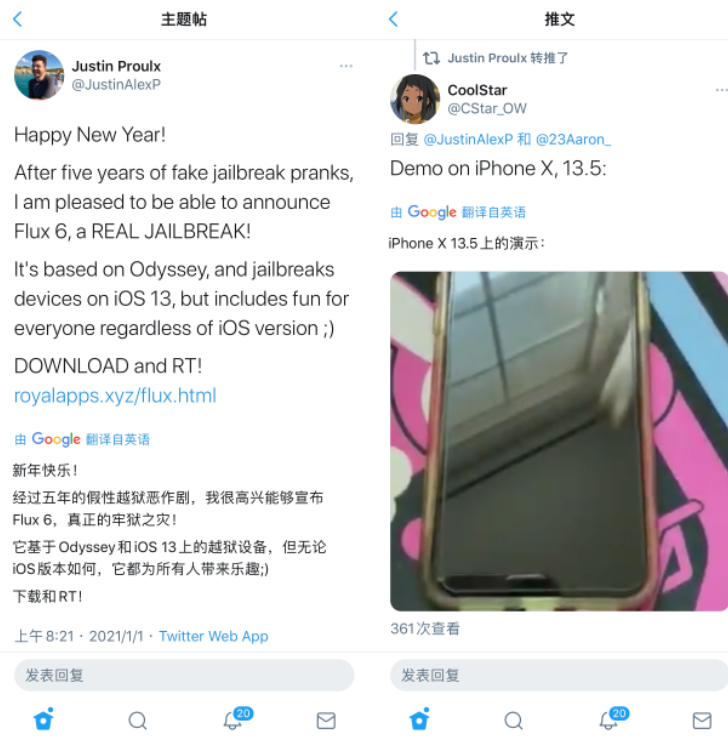 主题帖
Justin Proulx
@JustinAlexP
Happy New Year!
After five years of fake jailbreak pranks,
I am pleased to be able to announce
Flux 6, a REAL JAILBREAK!
It's based on Odyssey, and jailbreaks
devices on iOS 13, but includes fun for
everyone regardless of iOS version ;)
DOWNLOAD and RT!
royalapps.xyz/flux.html
由 Google 翻译自英语
新年快乐！
经过五年的假性越狱恶作剧，我很高兴能够宣布
Flux 6，真正的牢狱之灾！
它基于Odyssey和iOS 13上的越狱设备，但无论
iOS版本如何，它都为所有人带来乐趣;)
下载和RT！
上午8:21 · 2021/1/1 · Twitter Web App
发表回复
20
推文
Justin Proulx 转推了
CoolStar
@CStar_OW
回复 @JustinAlexP 和 @23Aaron_
Demo on iPhone X, 13.5:
由 Google 翻译自英语
iPhone X 13.5上的演示：
361次查看
发表回复
20